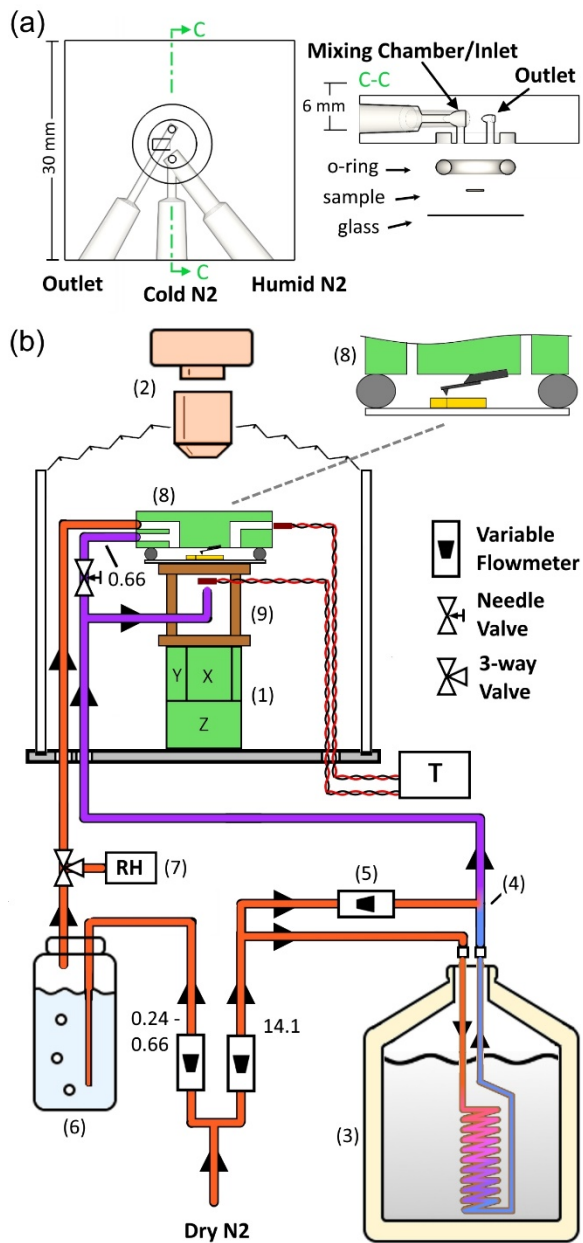 (a)
C
C-C
Mixing Chamber/Inlet
Outlet
6 mm
30 mm
o-ring
sample
glass
C
Outlet
Cold N2
Humid N2
(b)
(8)
(2)
(8)
0.66
(9)
Y
X
(1)
Z
Variable
Flowmeter
Needle
Valve
3-way
Valve
T
RH
(7)
(5)
(4)
0.24 -
0.66
14.1
(6)
(3)
Dry N2